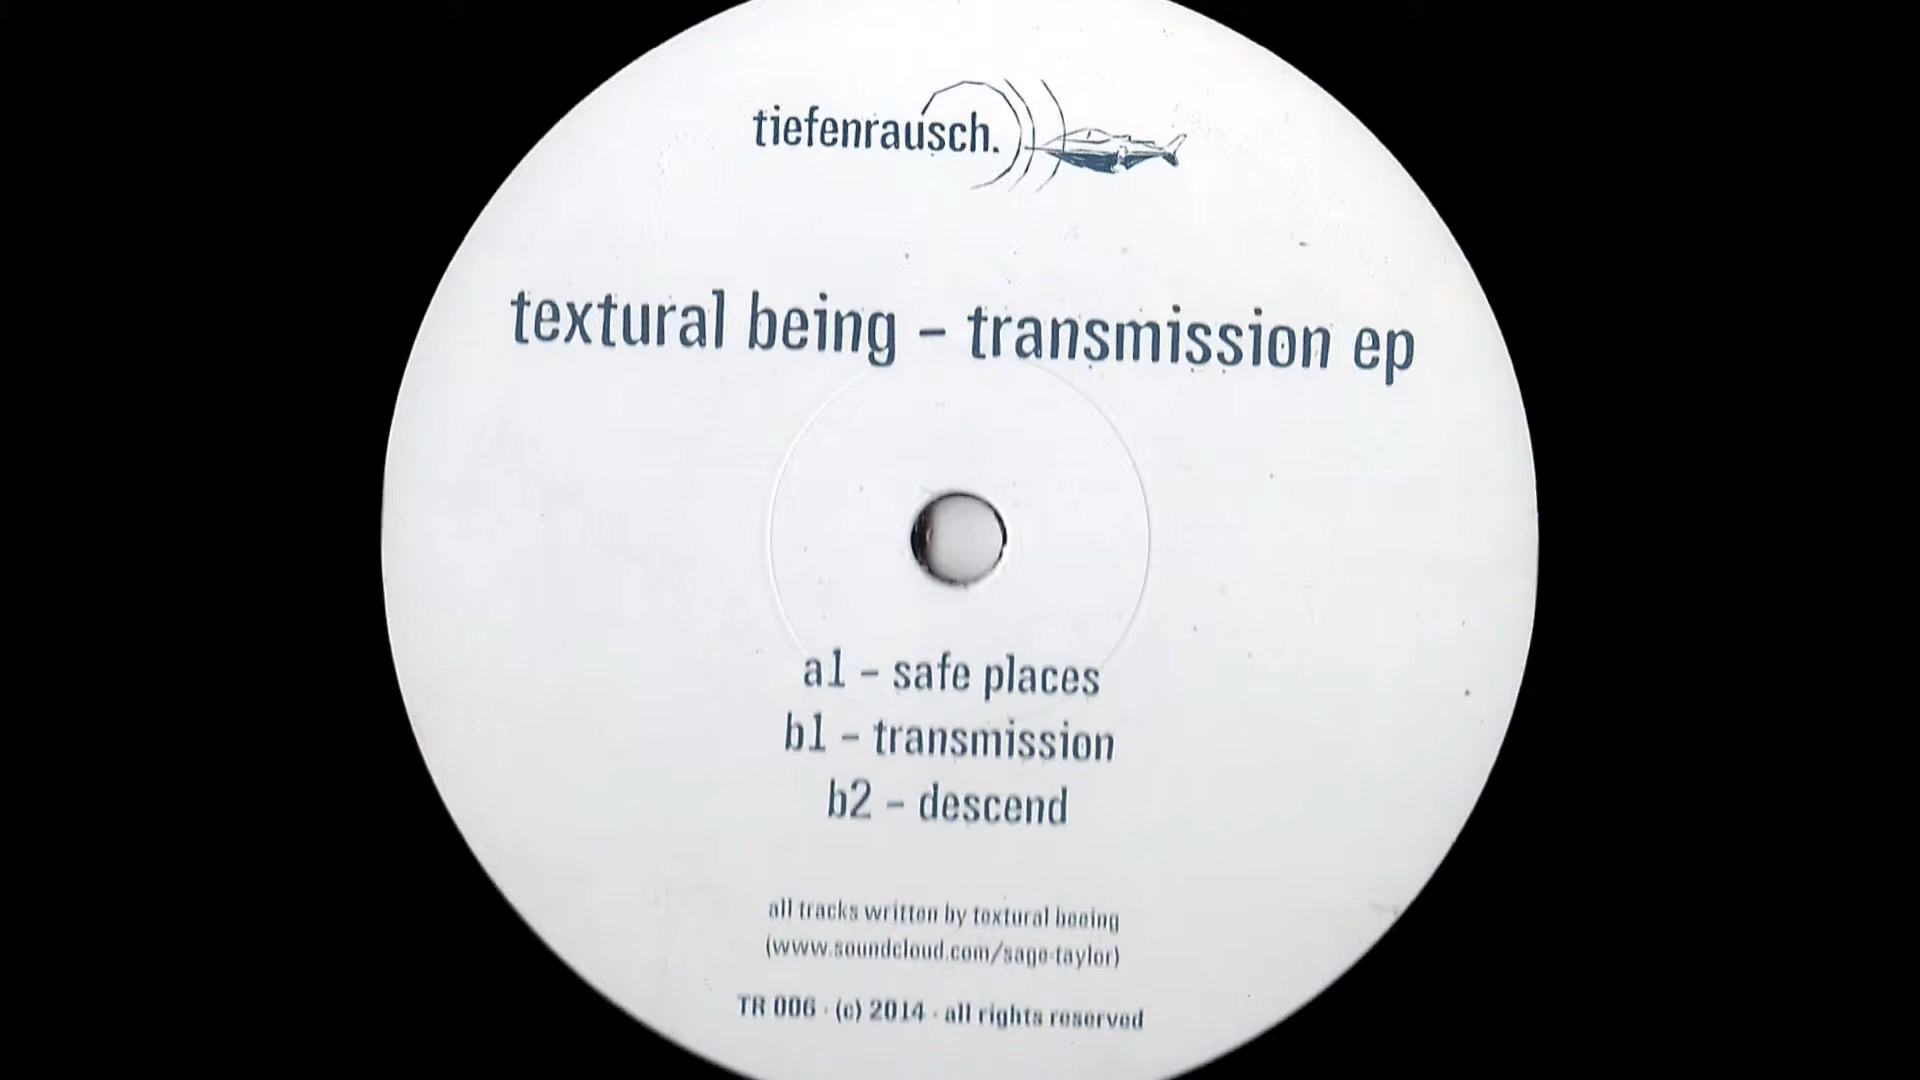 tiefenrausch.
textural being – transmission ep
a1 – safe places
b1 – transmission
b2 – descend
all tracks written by textural beeing
(www.soundcloud.com/sage-taylor)
TR 006 · (c) 2014 · all rights reserved